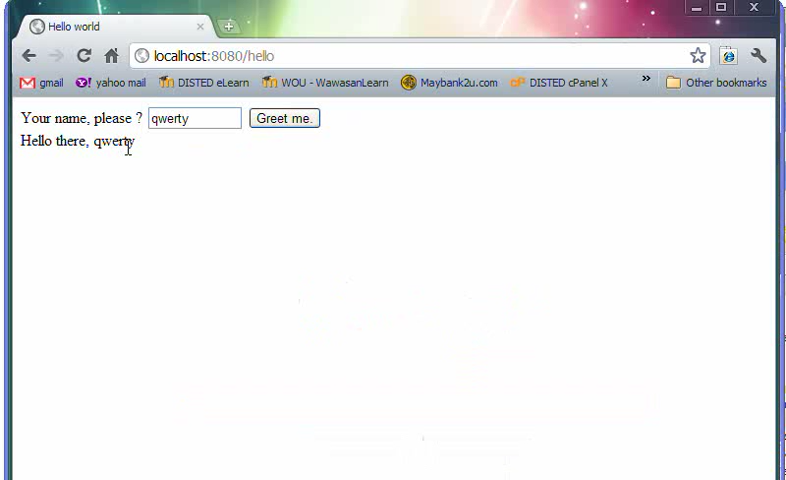 Hello world
localhost:8080/hello
gmail yahoo mail DISTED eLearn WOU - WawasanLearn Maybank2u.com DISTED cPanel X » Other bookmarks
Your name, please ? qwerty Greet me.
Hello there, qwerty